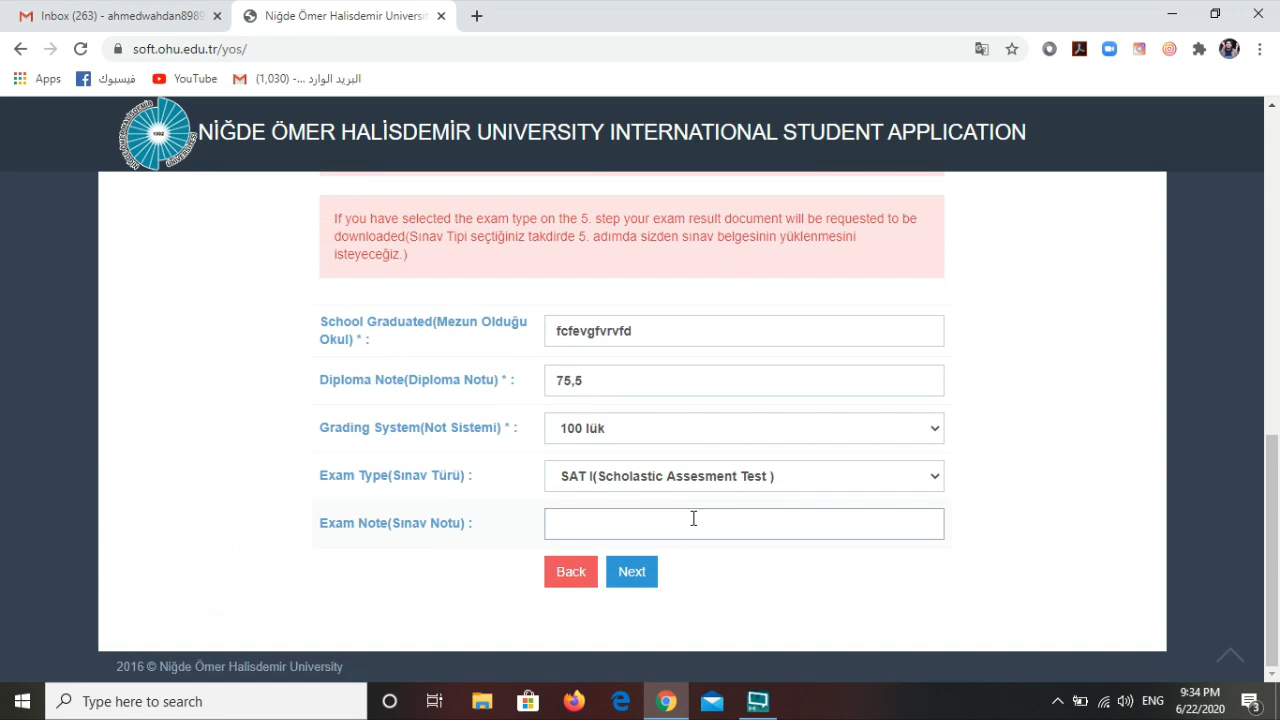 Inbox (263) - ahmedwahdan8989
Niğde Ömer Halisdemir Universit
soft.ohu.edu.tr/yos/
Apps
فيسبوك
YouTube
(1,030) -... البريد الوارد
1992
NİĞDE ÖMER HALİSDEMİR UNIVERSITY INTERNATIONAL STUDENT APPLICATION
If you have selected the exam type on the 5. step your exam result document will be requested to be
downloaded(Sınav Tipi seçtiğiniz takdirde 5. adımda sizden sınav belgesinin yüklenmesini
isteyeceğiz.)
School Graduated(Mezun Olduğu
Okul) * :
fcfevgfvrvfd
Diploma Note(Diploma Notu) * :
75,5
Grading System(Not Sistemi) * :
100 lük
Exam Type(Sınav Türü) :
SAT I(Scholastic Assesment Test )
Exam Note(Sınav Notu) :
Back
Next
2016 © Niğde Ömer Halisdemir University
Type here to search
ENG
9:34 PM
6/22/2020
3